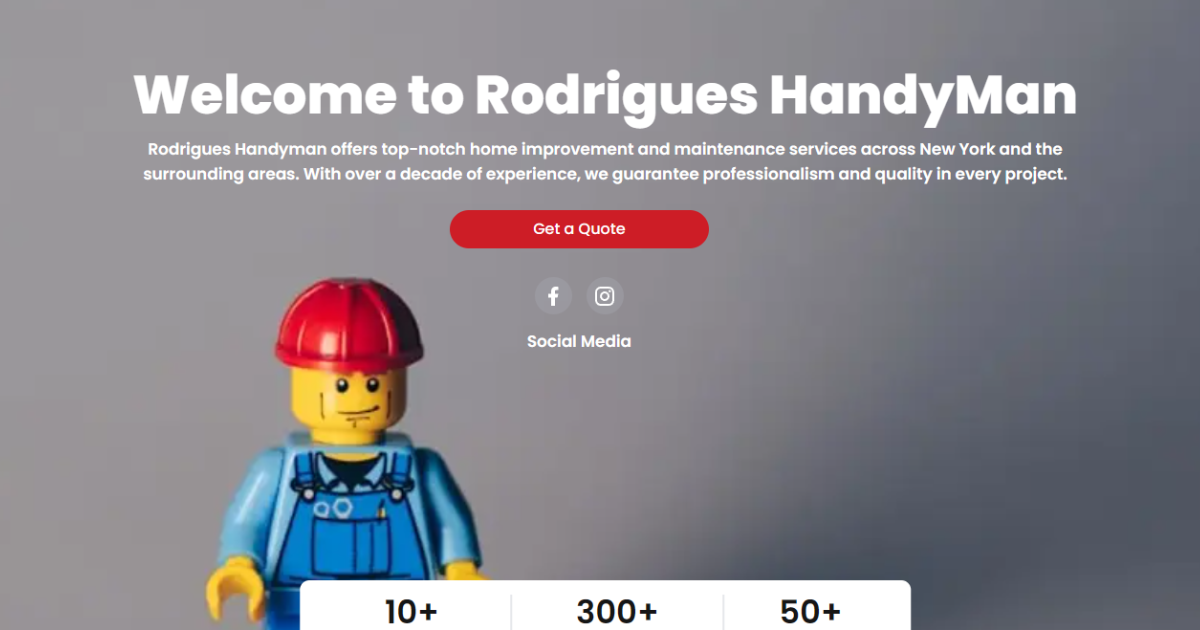 Welcome to Rodrigues HandyMan
Rodrigues Handyman offers top-notch home improvement and maintenance services across New York and the
surrounding areas. With over a decade of experience, we guarantee professionalism and quality in every project.
Get a Quote
Social Media
10+ 300+ 50+